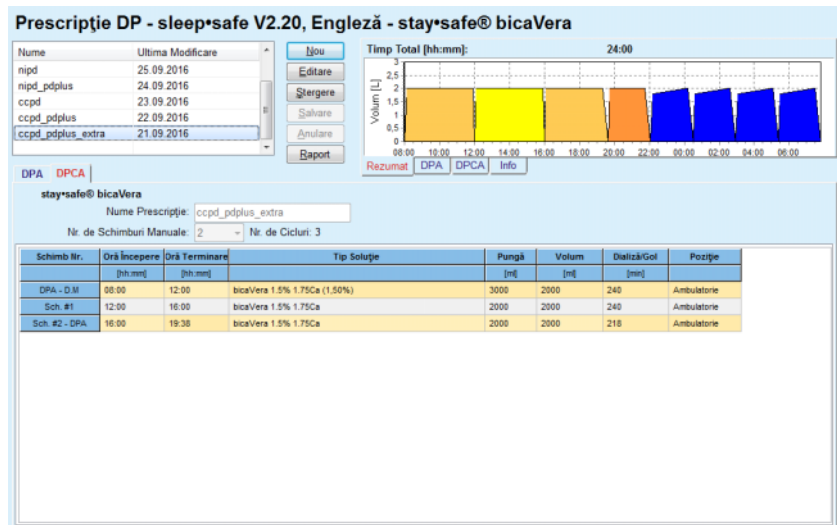 Prescripţie DP - sleep•safe V2.20, Engleză - stay•safe® bicaVera
Nume Ultima Modificare
nipd 25.09.2016
nipd_pdplus 24.09.2016
ccpd 23.09.2016
ccpd_pdplus 22.09.2016
ccpd_pdplus_extra 21.09.2016
Nou
Editare
Ştergere
Salvare
Anulare
Raport
Timp Total [hh:mm]: 24:00
Volum [L]
3
2,5
2
1,5
1
0,5
0
08:00 10:00 12:00 14:00 16:00 18:00 20:00 22:00 00:00 02:00 04:00 06:00
Rezumat DPA DPCA Info
DPA DPCA
stay•safe® bicaVera
Nume Prescripţie: ccpd_pdplus_extra
Nr. de Schimburi Manuale: 2 Nr. de Cicluri: 3
Schimb Nr. Oră Începere Oră Terminare Tip Soluţie Pungă Volum Dializă/Gol Poziţie
[hh:mm] [hh:mm] [ml] [ml] [min]
DPA - D.M 08:00 12:00 bicaVera 1.5% 1.75Ca (1,50%) 3000 2000 240 Ambulatorie
Sch. #1 12:00 16:00 bicaVera 1.5% 1.75Ca 2000 2000 240 Ambulatorie
Sch. #2 - DPA 16:00 19:38 bicaVera 1.5% 1.75Ca 2000 2000 218 Ambulatorie